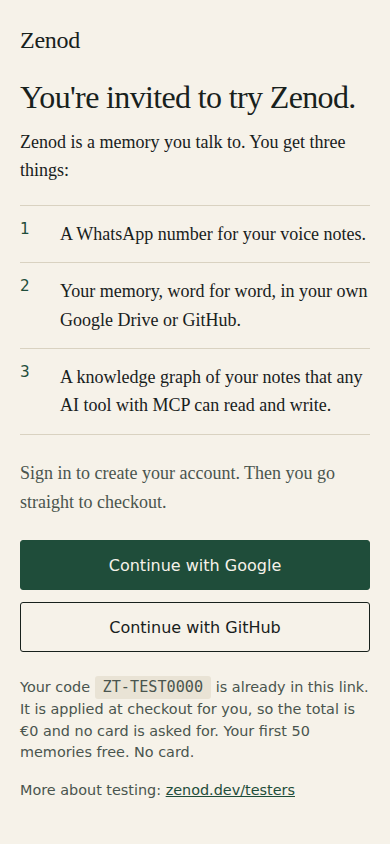 Zenod
You're invited to try Zenod.
Zenod is a memory you talk to. You get three
things:
1 A WhatsApp number for your voice notes.
2 Your memory, word for word, in your own
Google Drive or GitHub.
3 A knowledge graph of your notes that any
AI tool with MCP can read and write.
Sign in to create your account. Then you go
straight to checkout.
Continue with Google
Continue with GitHub
Your code ZT-TEST0000 is already in this link.
It is applied at checkout for you, so the total is
€0 and no card is asked for. Your first 50
memories free. No card.
More about testing: zenod.dev/testers